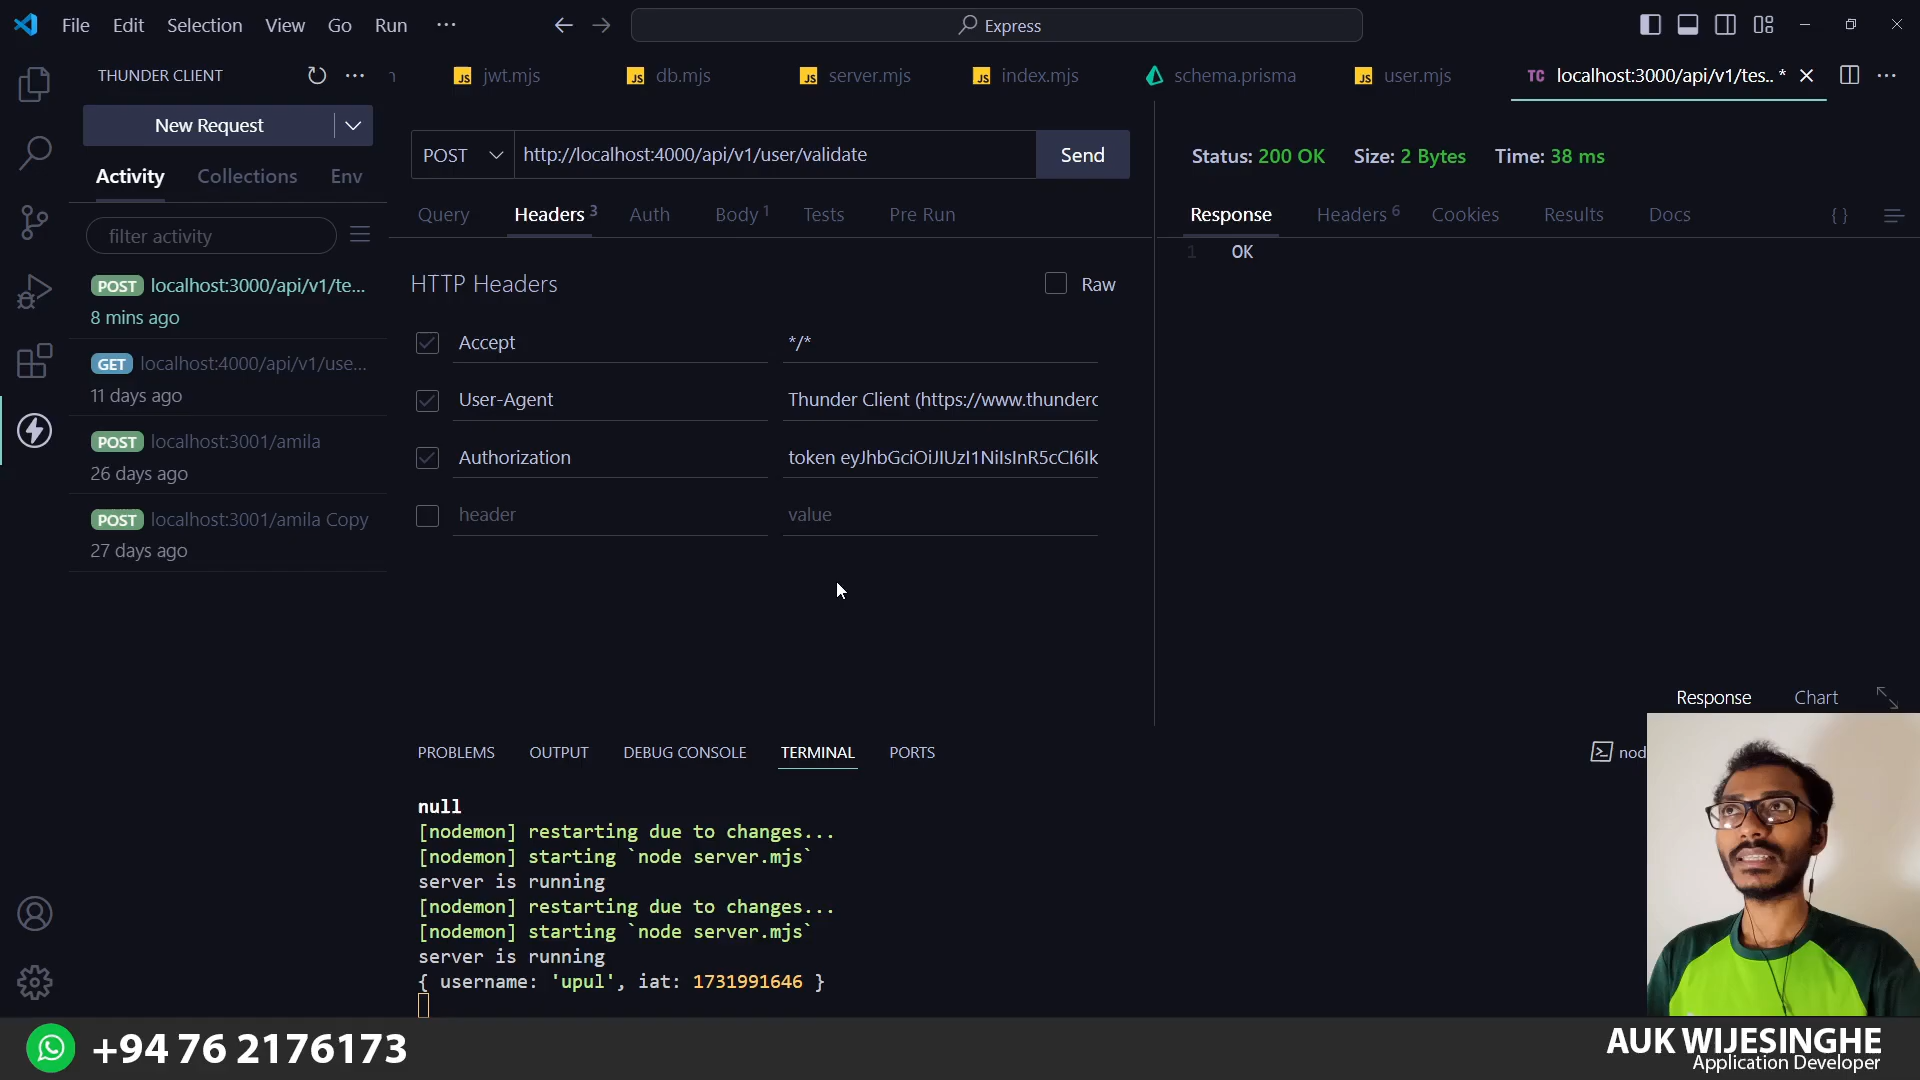 File Edit Selection View Go Run ...
Express
THUNDER CLIENT
jwt.mjs db.mjs server.mjs index.mjs schema.prisma user.mjs TC localhost:3000/api/v1/tes.. *
New Request
Activity Collections Env
filter activity
POST localhost:3000/api/v1/te...
8 mins ago
GET localhost:4000/api/v1/use...
11 days ago
POST localhost:3001/amila
26 days ago
POST localhost:3001/amila Copy
27 days ago
POST http://localhost:4000/api/v1/user/validate Send
Query Headers 3 Auth Body 1 Tests Pre Run
HTTP Headers Raw
Accept */*
User-Agent Thunder Client (https://www.thunderc
Authorization token eyJhbGciOiJIUzI1NiIsInR5cCI6Ik
header value
Status: 200 OK Size: 2 Bytes Time: 38 ms
Response Headers 6 Cookies Results Docs { }
1 OK
Response Chart
PROBLEMS OUTPUT DEBUG CONSOLE TERMINAL PORTS
nod
null
[nodemon] restarting due to changes...
[nodemon] starting `node server.mjs`
server is running
[nodemon] restarting due to changes...
[nodemon] starting `node server.mjs`
server is running
{ username: 'upul', iat: 1731991646 }
+94 76 2176173
AUK WIJESINGHE
Application Developer